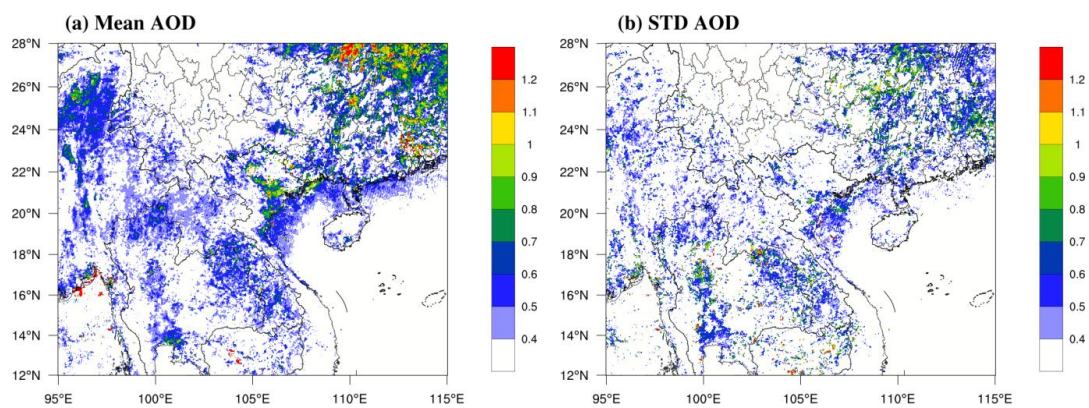 (a) Mean AOD
(b) STD AOD
28°N
26°N
24°N
22°N
20°N
18°N
16°N
14°N
12°N
95°E 100°E 105°E 110°E 115°E
1.2
1.1
1
0.9
0.8
0.7
0.6
0.5
0.4
28°N
26°N
24°N
22°N
20°N
18°N
16°N
14°N
12°N
95°E 100°E 105°E 110°E 115°E
1.2
1.1
1
0.9
0.8
0.7
0.6
0.5
0.4